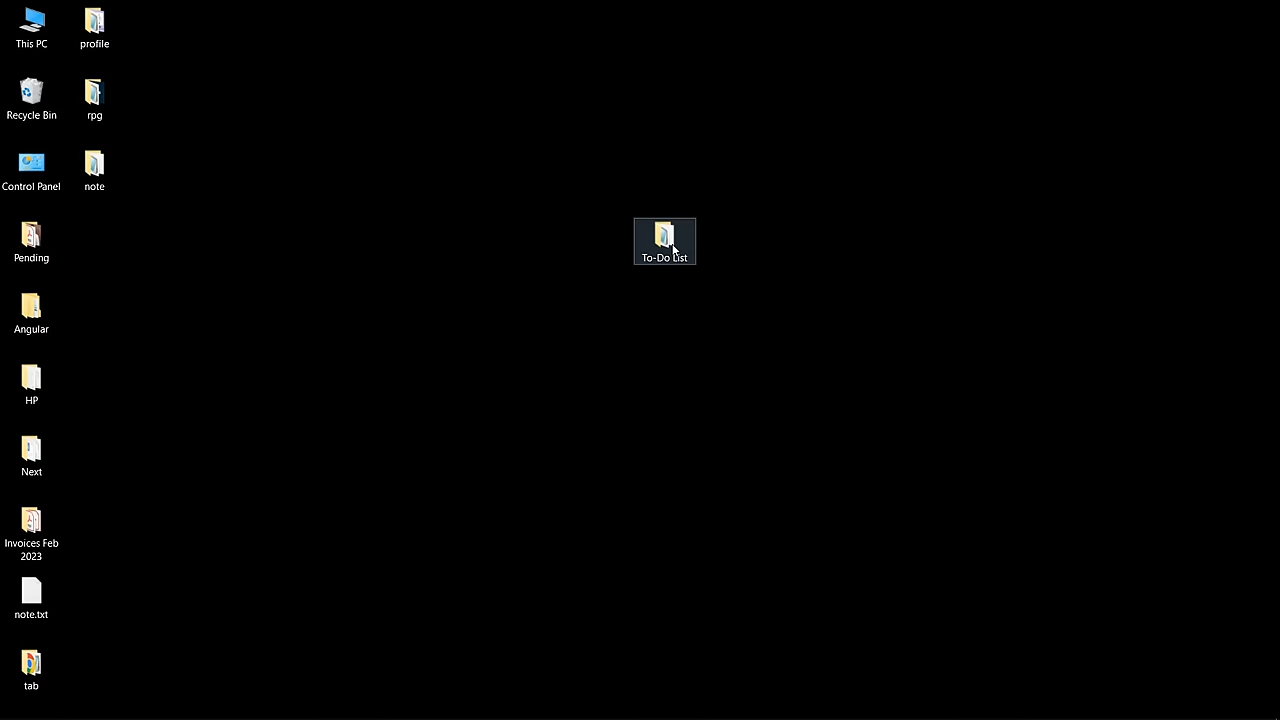 This PC
profile
Recycle Bin
rpg
Control Panel
note
Pending
To-Do List
Angular
HP
Next
Invoices Feb
2023
note.txt
tab